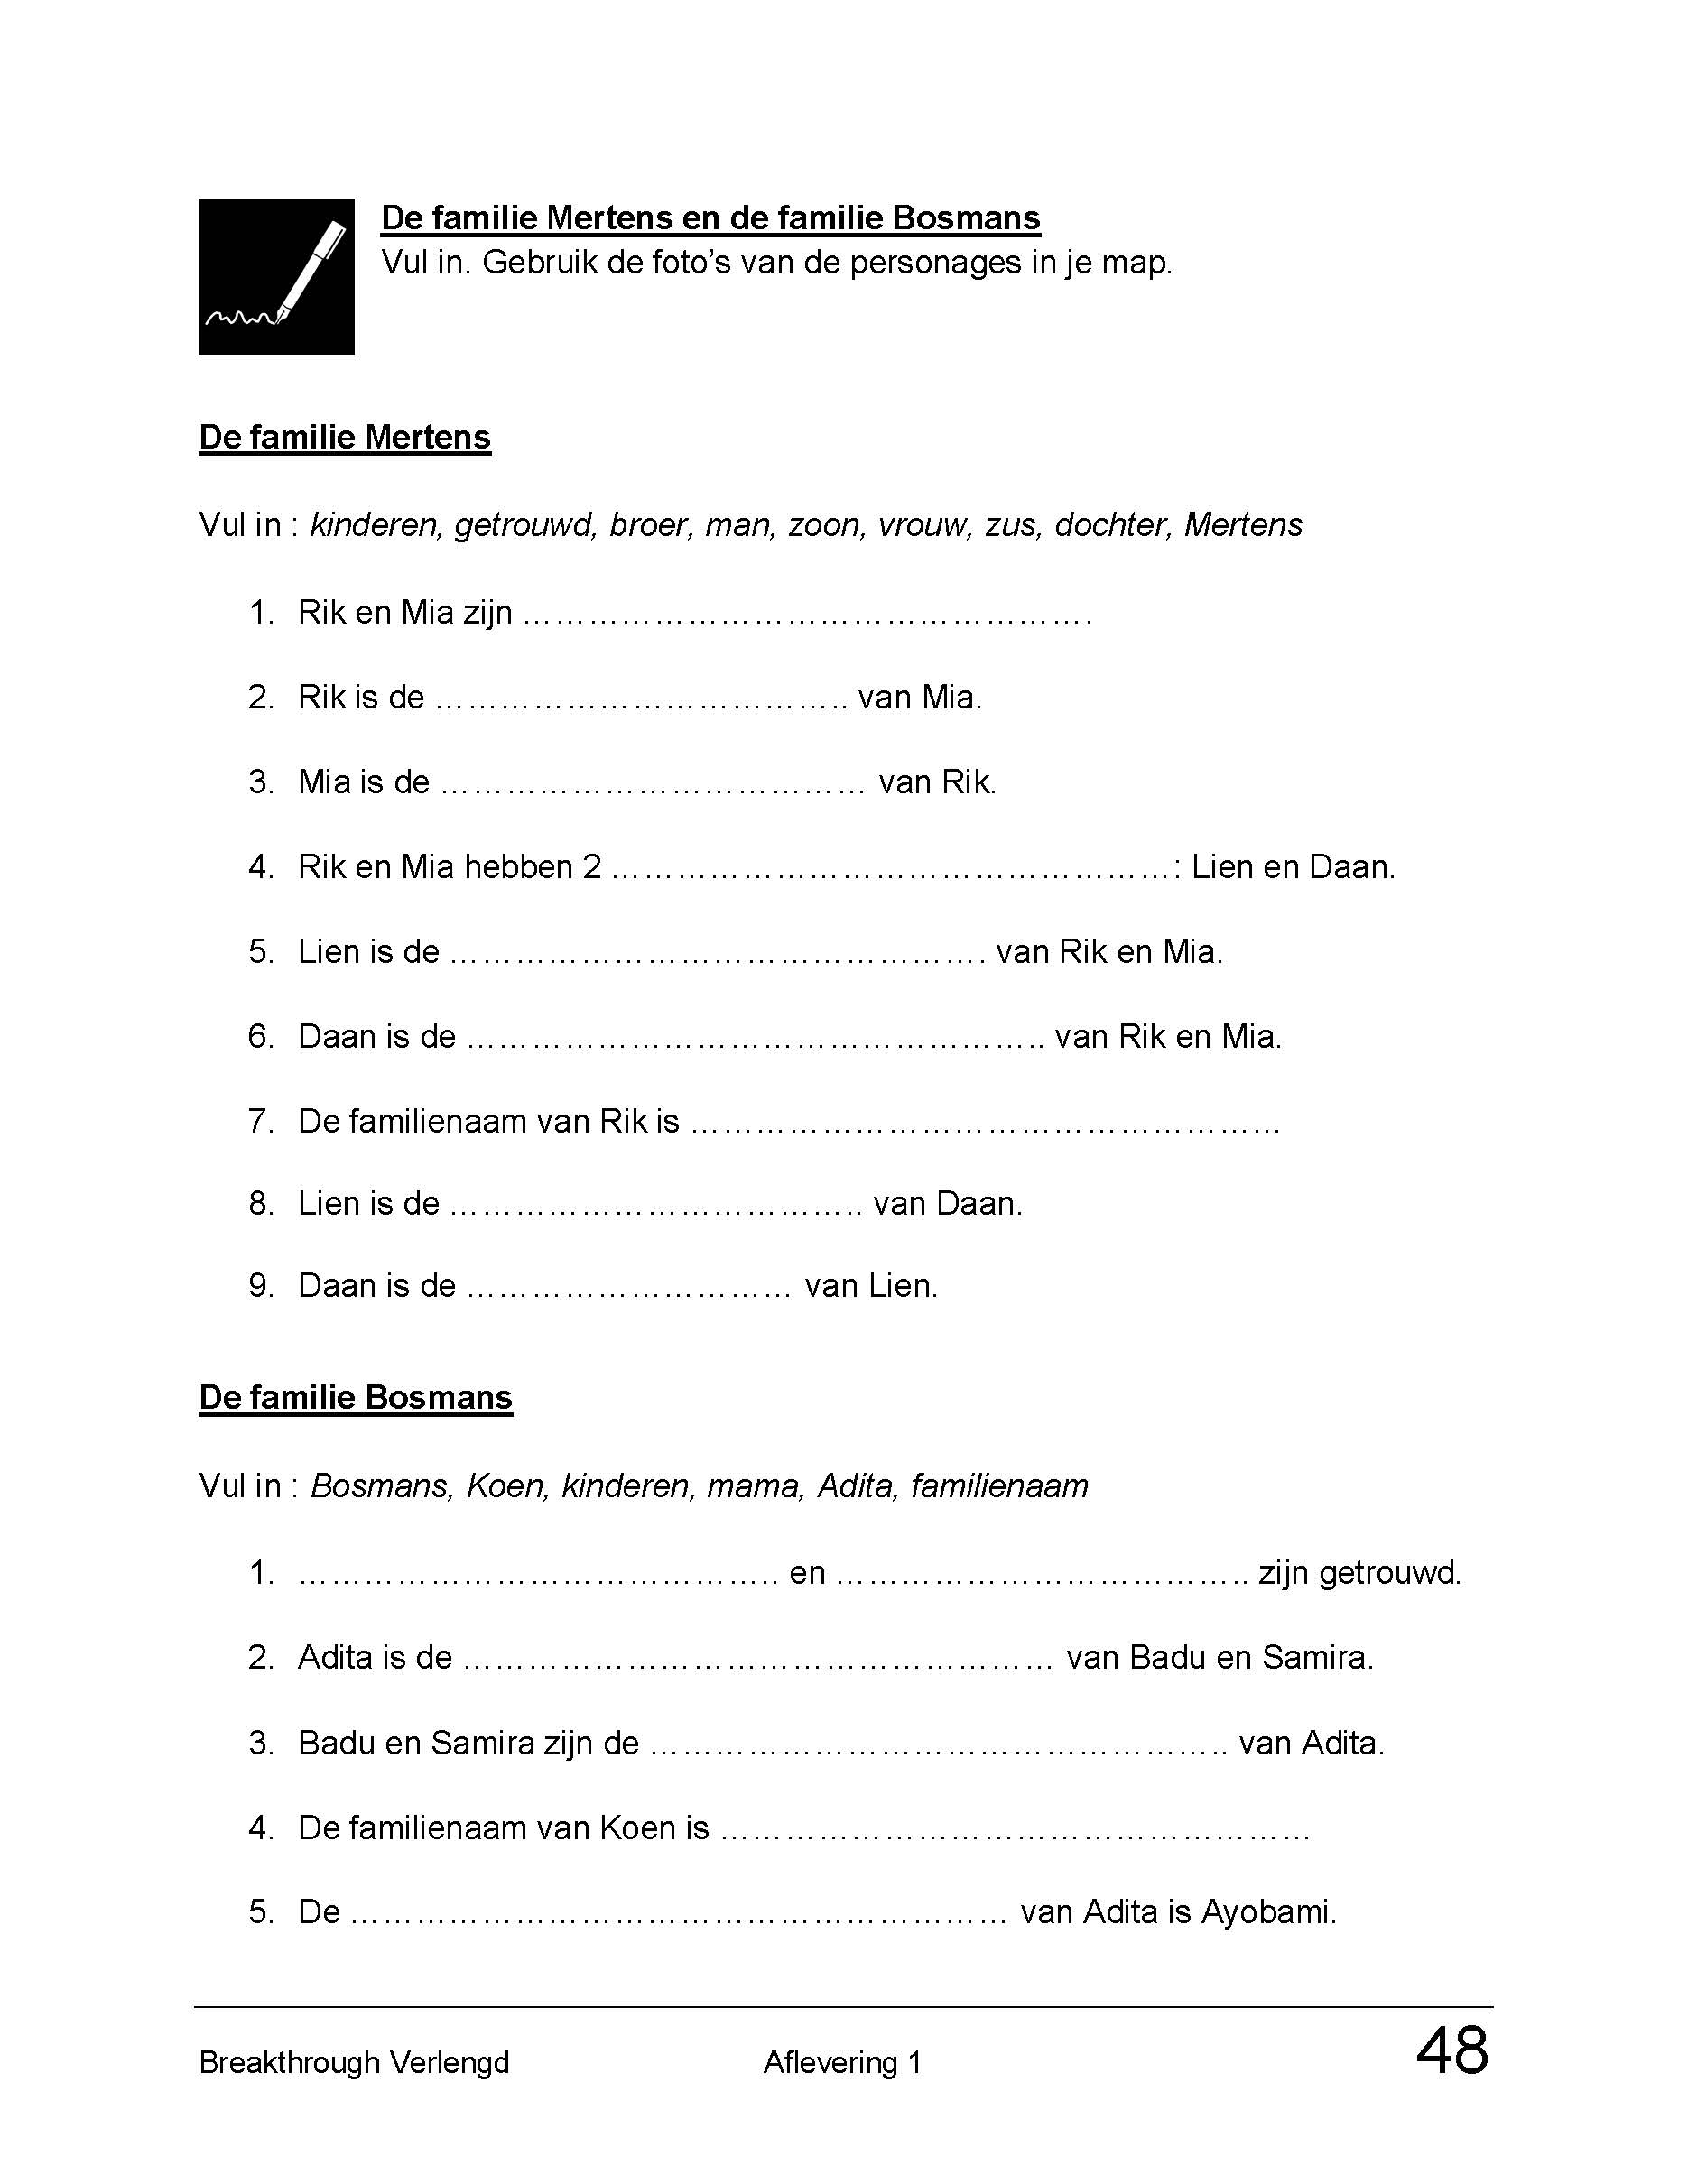 De familie Mertens en de familie Bosmans
Vul in. Gebruik de foto's van de personages in je map.
De familie Mertens
Vul in : kinderen, getrouwd, broer, man, zoon, vrouw, zus, dochter, Mertens
1. Rik en Mia zijn …………………………………………….
2. Rik is de ……………………………….. van Mia.
3. Mia is de ………………………………… van Rik.
4. Rik en Mia hebben 2 ……………………………………………: Lien en Daan.
5. Lien is de …………………………………………. van Rik en Mia.
6. Daan is de …………………………………………….. van Rik en Mia.
7. De familienaam van Rik is ………………………………………………
8. Lien is de ……………………………….. van Daan.
9. Daan is de ………………………… van Lien.
De familie Bosmans
Vul in : Bosmans, Koen, kinderen, mama, Adita, familienaam
1. …………………………………….. en ……………………………….. zijn getrouwd.
2. Adita is de ……………………………………………… van Badu en Samira.
3. Badu en Samira zijn de …………………………………………….. van Adita.
4. De familienaam van Koen is ………………………………………………
5. De …………………………………………………… van Adita is Ayobami.
Breakthrough Verlengd Aflevering 1 48